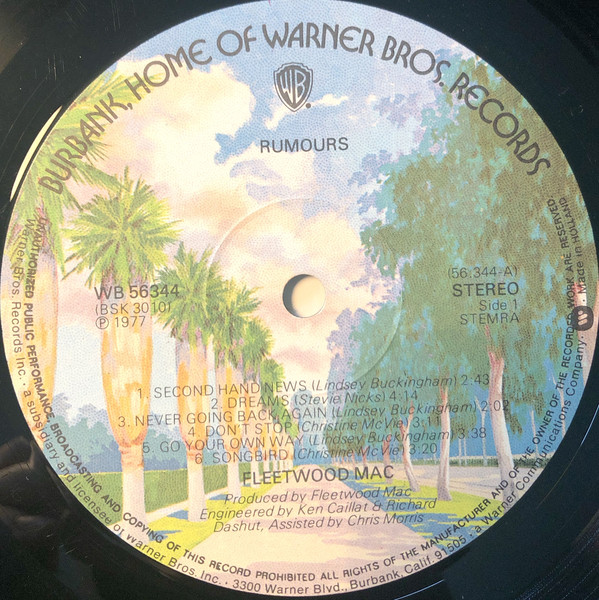 BURBANK, HOME OF WARNER BROS. RECORDS
WB
RUMOURS
WB 56344
(BSK 3010)
Ⓟ 1977
(56.344-A)
STEREO
Side 1
STEMRA
1. SECOND HAND NEWS (Lindsey Buckingham) 2:43
2. DREAMS (Stevie Nicks) 4:14
3. NEVER GOING BACK AGAIN (Lindsey Buckingham) 2:02
4. DON'T STOP (Christine McVie) 3:11
5. GO YOUR OWN WAY (Lindsey Buckingham) 3:38
6. SONGBIRD (Christine McVie) 3:20
FLEETWOOD MAC
Produced by Fleetwood Mac
Engineered by Ken Caillat & Richard
Dashut, Assisted by Chris Morris
UNAUTHORIZED PUBLIC PERFORMANCE BROADCASTING AND COPYING OF THIS RECORD PROHIBITED ALL RIGHTS OF THE MANUFACTURER AND OF THE OWNER OF THE RECORDED WORK ARE RESERVED
Warner Bros. Records Inc. • a subsidiary and licensee of Warner Bros. Inc. • 3300 Warner Blvd., Burbank, Calif. 91505 • a Warner Communications Company • Made in Holland